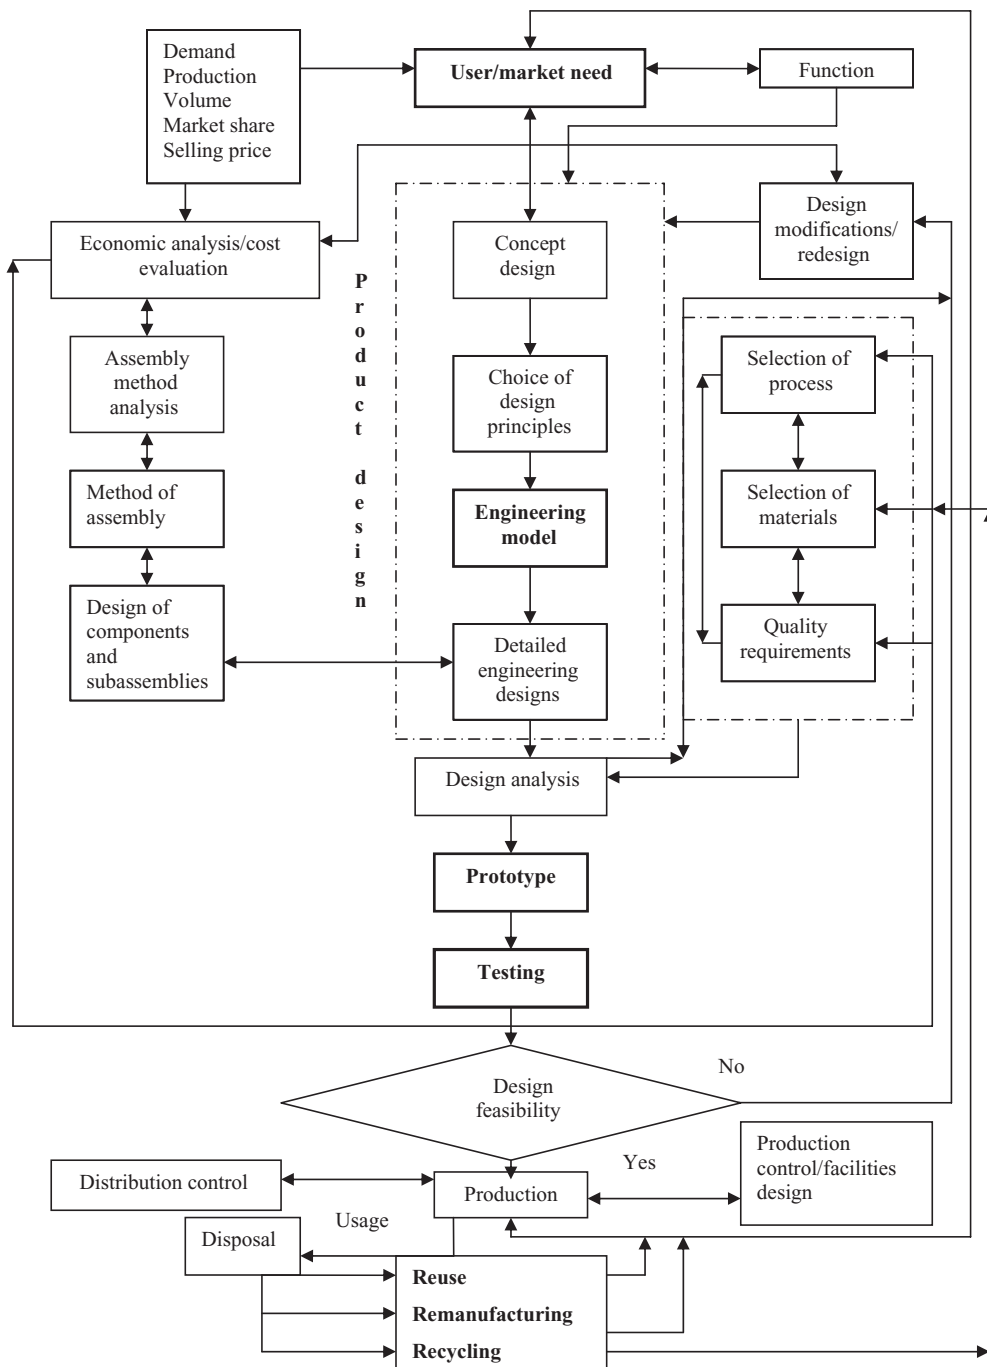 Demand
Production
Volume
Market share
Selling price
User/market need
Function
Economic analysis/cost
evaluation
Concept
design
Design
modifications/
redesign
Product design
Assembly
method
analysis
Choice of
design
principles
Selection of
process
Method of
assembly
Engineering
model
Selection of
materials
Design of
components
and
subassemblies
Detailed
engineering
designs
Quality
requirements
Design analysis
Prototype
Testing
Design
feasibility
No
Yes
Distribution control
Production
Production
control/facilities
design
Usage
Disposal
Reuse
Remanufacturing
Recycling